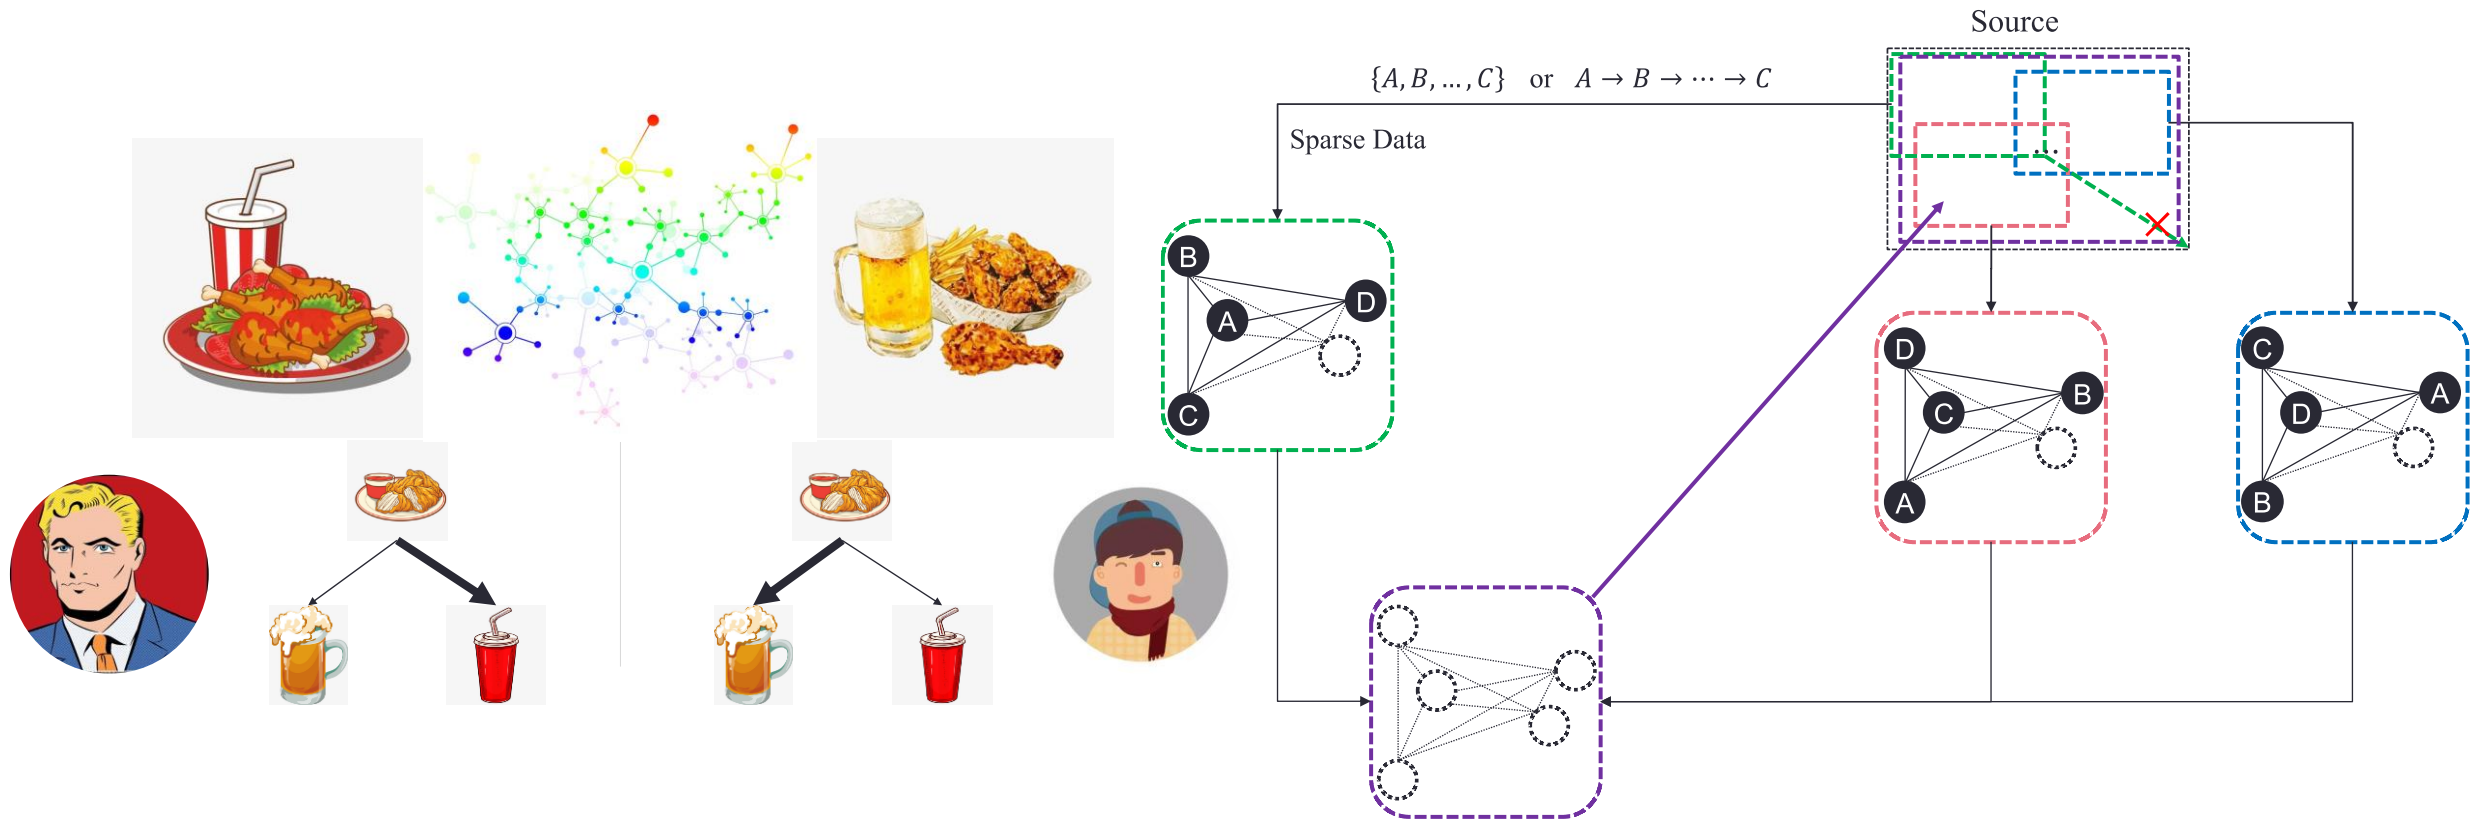 Source
{A, B, ..., C} or A → B → ⋯ → C
Sparse Data
...
B
D
A
C
D
B
C
A
C
A
D
B